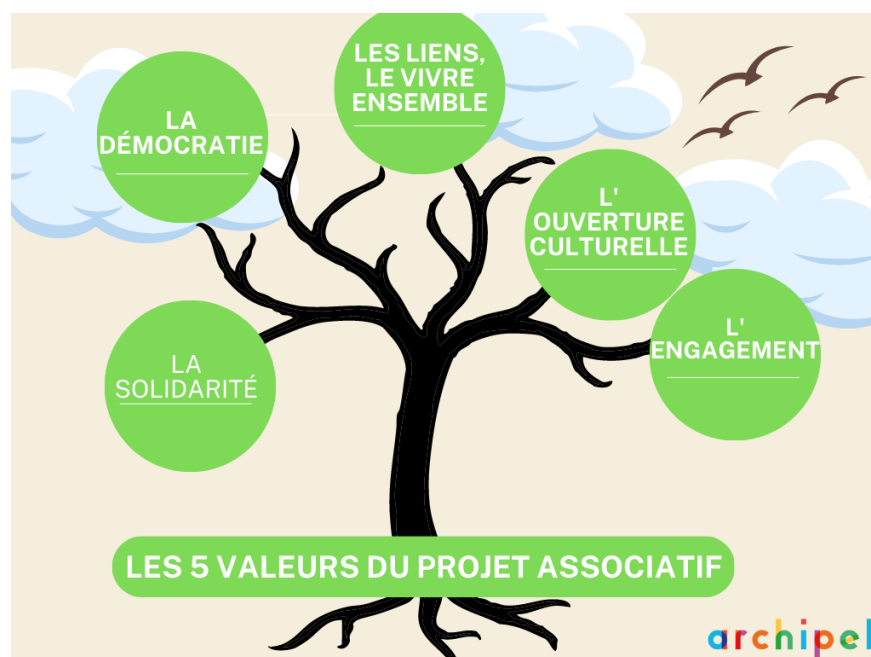 LES LIENS,
LE VIVRE
ENSEMBLE
LA
DÉMOCRATIE
L'
OUVERTURE
CULTURELLE
L'
ENGAGEMENT
LA
SOLIDARITÉ
LES 5 VALEURS DU PROJET ASSOCIATIF
archipel